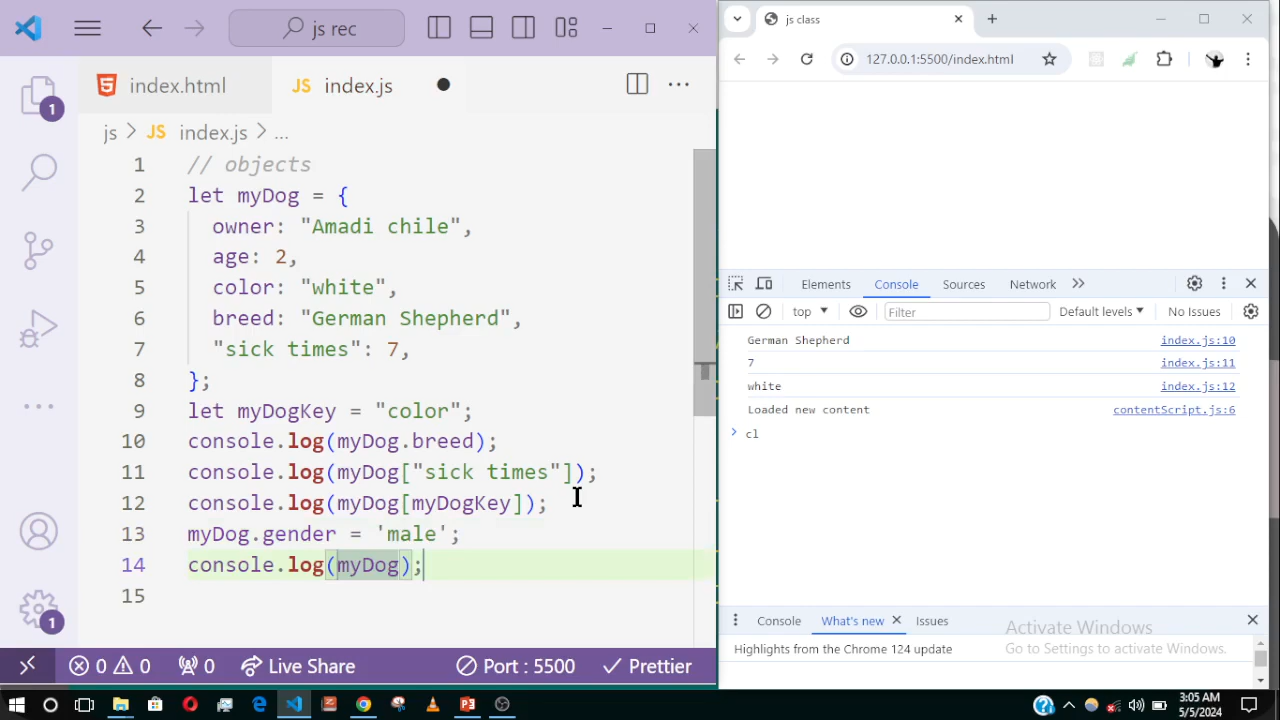 js rec
index.html
JS index.js
js > JS index.js > ...
1 // objects
2 let myDog = {
3 owner: "Amadi chile",
4 age: 2,
5 color: "white",
6 breed: "German Shepherd",
7 "sick times": 7,
8 };
9 let myDogKey = "color";
10 console.log(myDog.breed);
11 console.log(myDog["sick times"]);
12 console.log(myDog[myDogKey]);
13 myDog.gender = 'male';
14 console.log(myDog);
15
1
1
0 0 0 Live Share Port : 5500 Prettier
js class
127.0.0.1:5500/index.html
Elements Console Sources Network
top Filter Default levels No Issues
German Shepherd index.js:10
7 index.js:11
white index.js:12
Loaded new content contentScript.js:6
> cl
Console What's new Issues
Highlights from the Chrome 124 update
Activate Windows
Go to Settings to activate Windows.
3:05 AM
5/5/2024